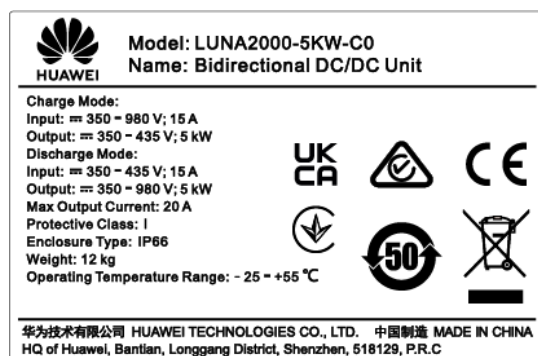 HUAWEI
Model: LUNA2000-5KW-C0
Name: Bidirectional DC/DC Unit
Charge Mode:
Input: ⎓ 350 - 980 V; 15 A
Output: ⎓ 350 - 435 V; 5 kW
Discharge Mode:
Input: ⎓ 350 - 435 V; 15 A
Output: ⎓ 350 - 980 V; 5 kW
Max Output Current: 20 A
Protective Class: I
Enclosure Type: IP66
Weight: 12 kg
Operating Temperature Range: - 25 - +55 ℃
UK
CA
CE
50
华为技术有限公司 HUAWEI TECHNOLOGIES CO., LTD. 中国制造 MADE IN CHINA
HQ of Huawei, Bantian, Longgang District, Shenzhen, 518129, P.R.C